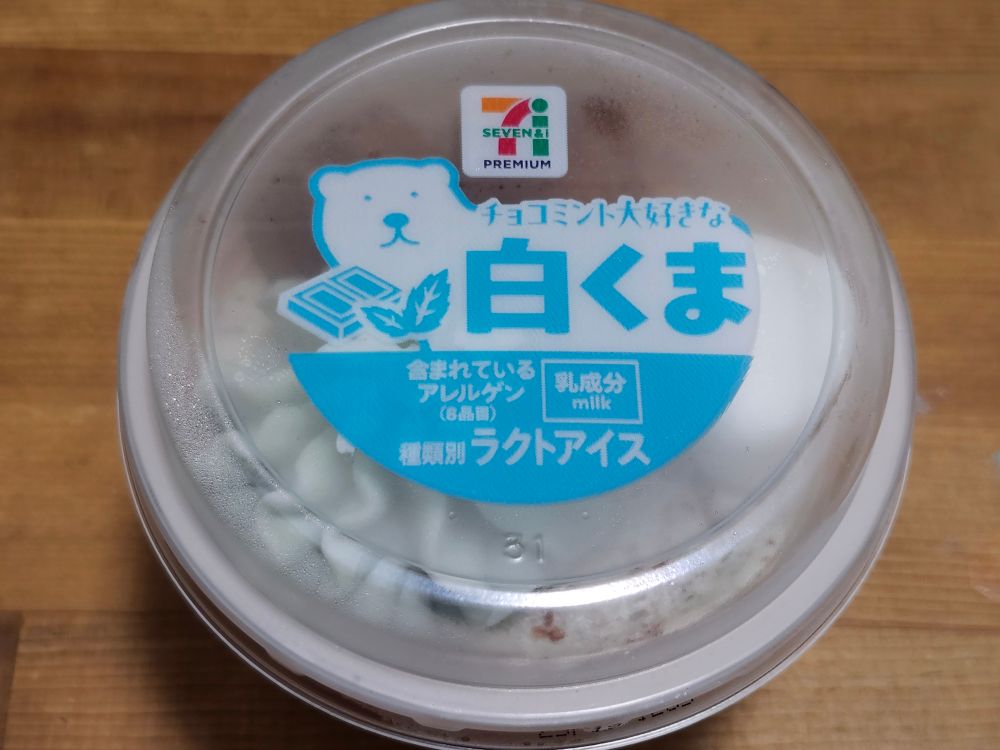 7i
SEVEN&i
PREMIUM
チョコミント大好きな
白くま
含まれている
アレルゲン
(8品目)
乳成分
milk
種類別 ラクトアイス
31